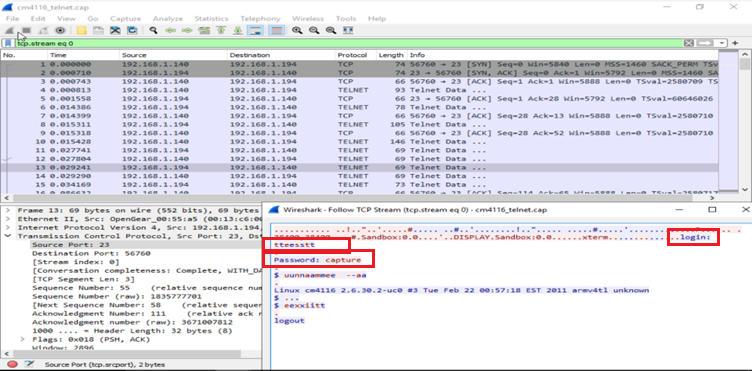 cm4116_telnet.cap
File Edit View Go Capture Analyze Statistics Telephony Wireless Tools Help
tcp.stream eq 0
No. Time Source Destination Protocol Length Info
1 0.000000 192.168.1.140 192.168.1.194 TCP 74 56760 → 23 [SYN] Seq=0 Win=5840 Len=0 MSS=1460 SACK_PERM TSv
2 0.000710 192.168.1.194 192.168.1.140 TCP 74 23 → 56760 [SYN, ACK] Seq=0 Ack=1 Win=5792 Len=0 MSS=1460 SA
3 0.000743 192.168.1.140 192.168.1.194 TCP 66 56760 → 23 [ACK] Seq=1 Ack=1 Win=5888 Len=0 TSval=2580709 TS
4 0.000813 192.168.1.140 192.168.1.194 TELNET 93 Telnet Data ...
5 0.001558 192.168.1.194 192.168.1.140 TCP 66 23 → 56760 [ACK] Seq=1 Ack=28 Win=5792 Len=0 TSval=60646026
6 0.014386 192.168.1.194 192.168.1.140 TELNET 78 Telnet Data ...
7 0.014399 192.168.1.140 192.168.1.194 TCP 66 56760 → 23 [ACK] Seq=28 Ack=13 Win=5888 Len=0 TSval=2580710
8 0.015311 192.168.1.194 192.168.1.140 TELNET 105 Telnet Data ...
9 0.015318 192.168.1.140 192.168.1.194 TCP 66 56760 → 23 [ACK] Seq=28 Ack=52 Win=5888 Len=0 TSval=2580710
10 0.015428 192.168.1.140 192.168.1.194 TELNET 146 Telnet Data ...
11 0.027741 192.168.1.194 192.168.1.140 TELNET 69 Telnet Data ...
12 0.027804 192.168.1.140 192.168.1.194 TELNET 69 Telnet Data ...
13 0.029241 192.168.1.194 192.168.1.140 TELNET 69 Telnet Data ...
14 0.029291 192.168.1.140 192.168.1.194 TELNET 69 Telnet Data ...
15 0.034169 192.168.1.194 192.168.1.140 TELNET 73 Telnet Data ...
Frame 13: 69 bytes on wire (552 bits), 69 bytes
Ethernet II, Src: OpenGear_00:55:a5 (00:13:c6:00
Internet Protocol Version 4, Src: 192.168.1.194,
Transmission Control Protocol, Src Port: 23, Ds
Source Port: 23
Destination Port: 56760
[Stream index: 0]
[Conversation completeness: Complete, WITH_DA
[TCP Segment Len: 3]
Sequence Number: 55 (relative sequence num
Sequence Number (raw): 1835777701
[Next Sequence Number: 58 (relative sequen
Acknowledgment Number: 111 (relative ack n
Acknowledgment number (raw): 3671007812
1000 .... = Header Length: 32 bytes (8)
Flags: 0x018 (PSH, ACK)
Window: 2896
Source Port (tcp.srcport), 2 bytes
Wireshark - Follow TCP Stream (tcp.stream eq 0) - cm4116_telnet.cap
.#.Sandbox:0.0....'..DISPLAY.Sandbox:0.0......xterm..............login:
tteesstt
Password: capture
.
$ uunnaammee --aa
.
Linux cm4116 2.6.30.2-uc0 #3 Tue Feb 22 00:57:18 EST 2011 armv4tl unknown
$ ...
$ eexxiitt
.
logout